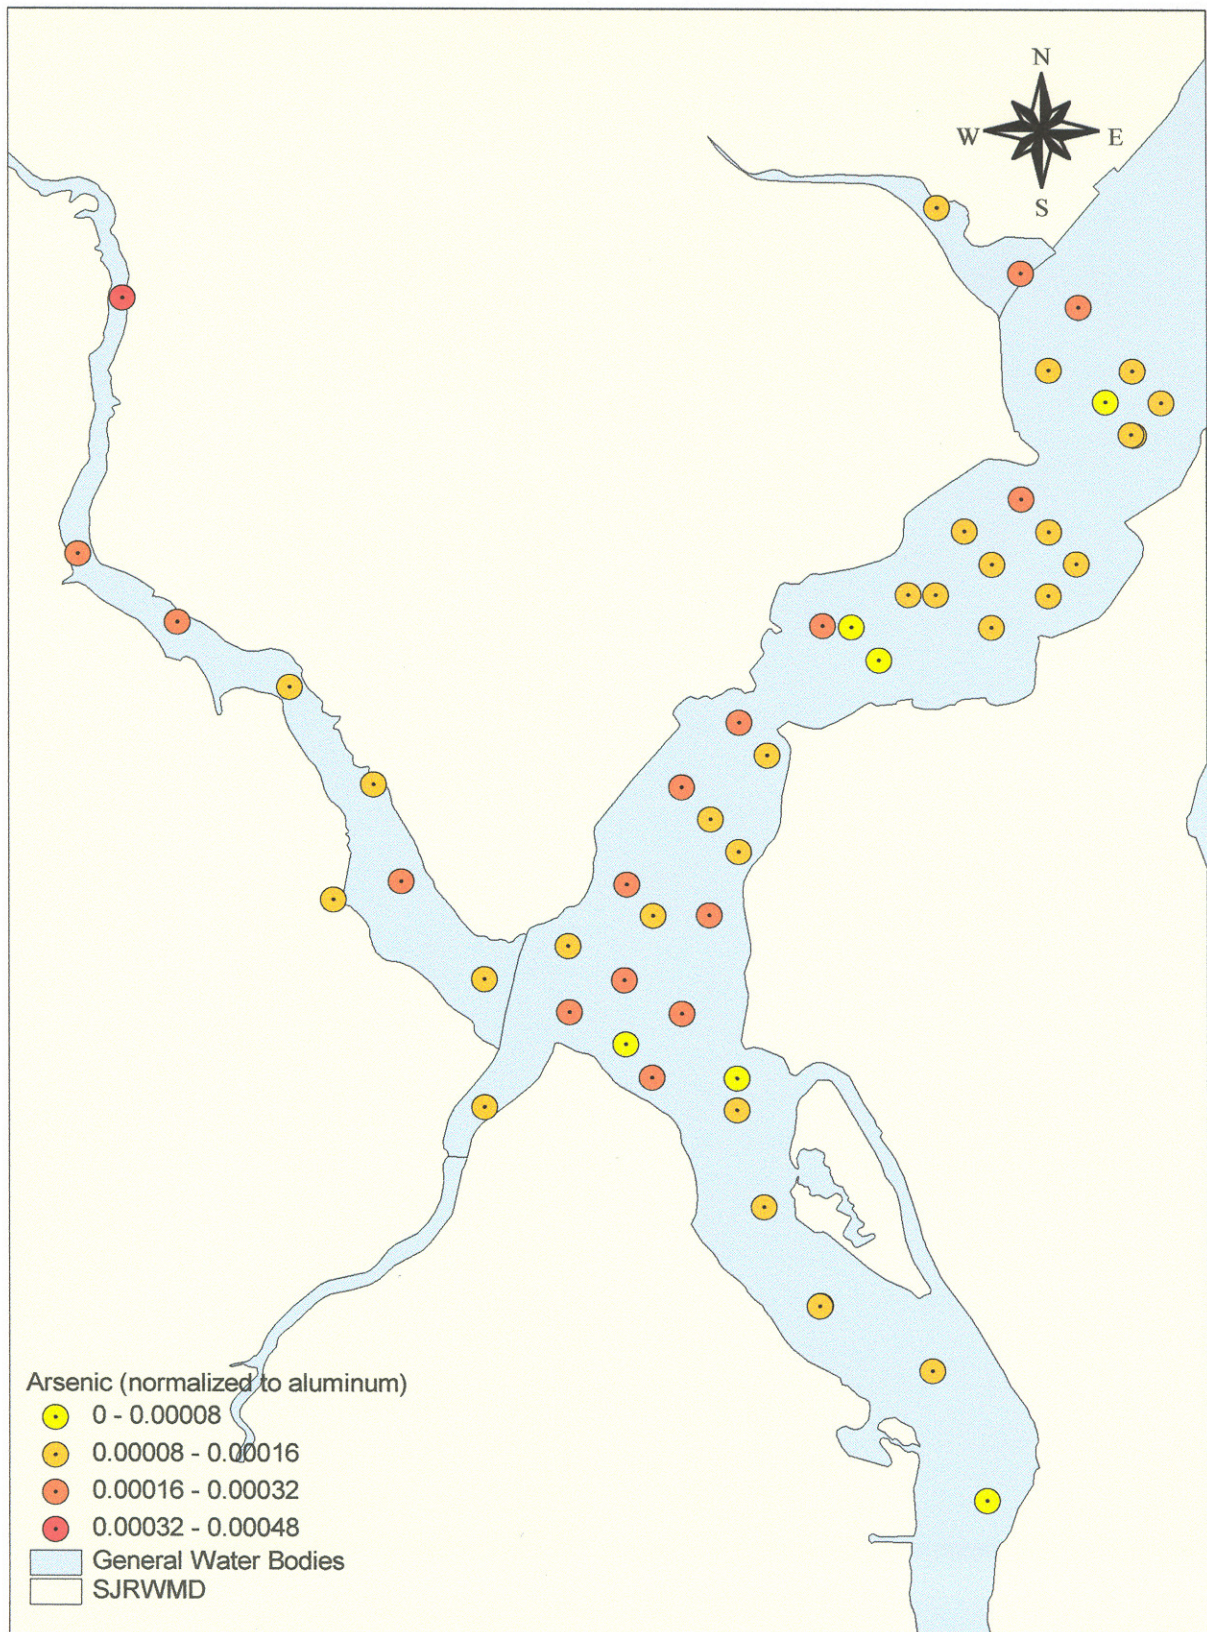 N
W E
S
Arsenic (normalized to aluminum)
0 - 0.00008
0.00008 - 0.00016
0.00016 - 0.00032
0.00032 - 0.00048
General Water Bodies
SJRWMD